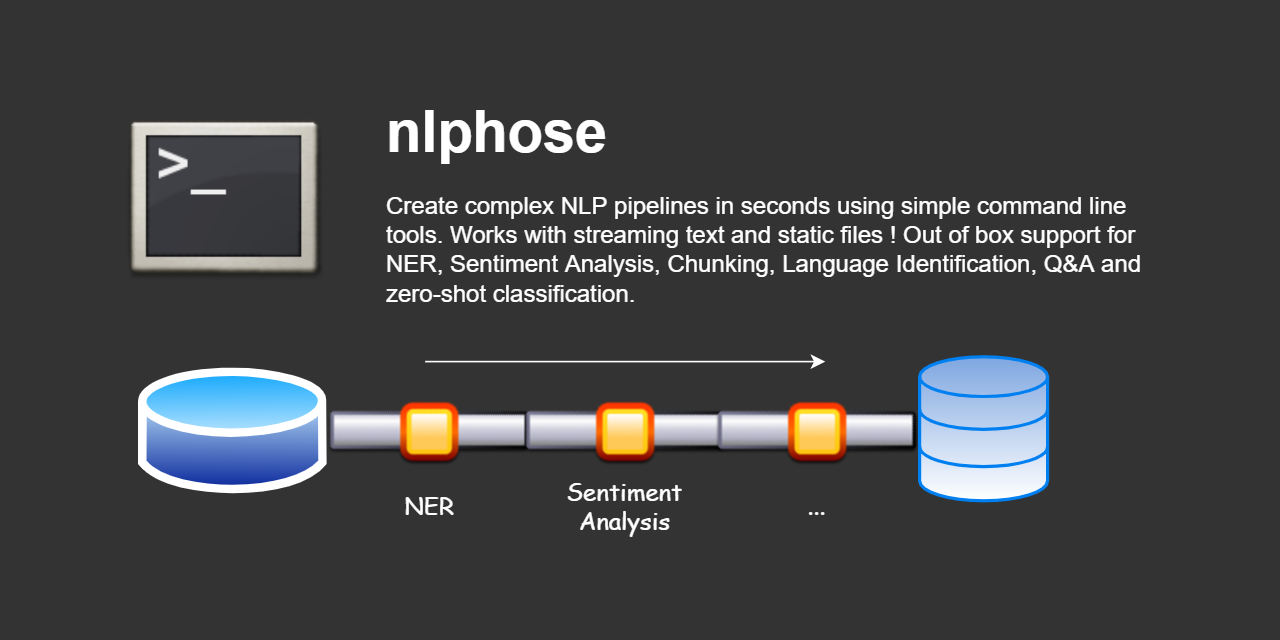 >_
nlphose
Create complex NLP pipelines in seconds using simple command line
tools. Works with streaming text and static files ! Out of box support for
NER, Sentiment Analysis, Chunking, Language Identification, Q&A and
zero-shot classification.
NER
Sentiment
Analysis
...